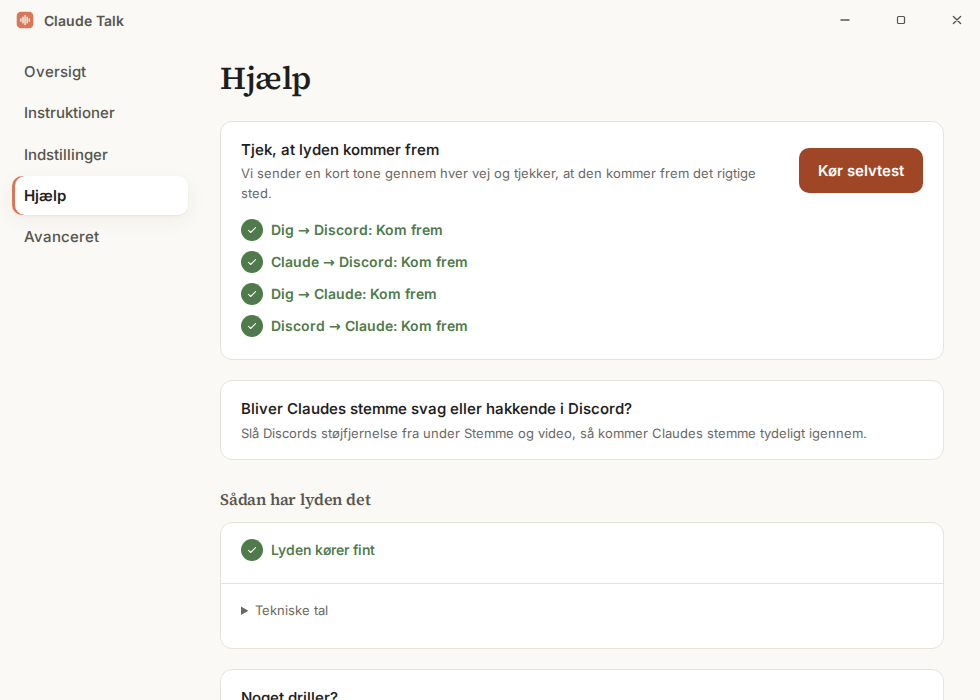 Claude Talk
Oversigt
Instruktioner
Indstillinger
Hjælp
Avanceret
Hjælp
Tjek, at lyden kommer frem
Vi sender en kort tone gennem hver vej og tjekker, at den kommer frem det rigtige
sted.
Kør selvtest
Dig → Discord: Kom frem
Claude → Discord: Kom frem
Dig → Claude: Kom frem
Discord → Claude: Kom frem
Bliver Claudes stemme svag eller hakkende i Discord?
Slå Discords støjfjernelse fra under Stemme og video, så kommer Claudes stemme tydeligt igennem.
Sådan har lyden det
Lyden kører fint
Tekniske tal
Noget driller?